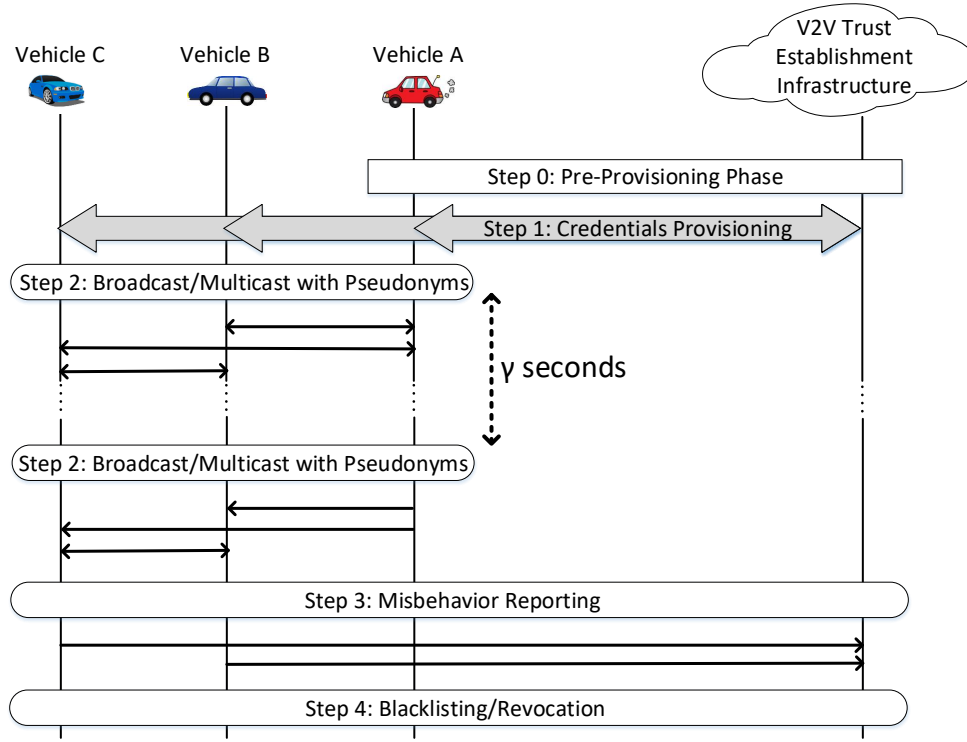 Vehicle C
Vehicle B
Vehicle A
V2V Trust
Establishment
Infrastructure
Step 0: Pre-Provisioning Phase
Step 1: Credentials Provisioning
Step 2: Broadcast/Multicast with Pseudonyms
γ seconds
Step 2: Broadcast/Multicast with Pseudonyms
Step 3: Misbehavior Reporting
Step 4: Blacklisting/Revocation